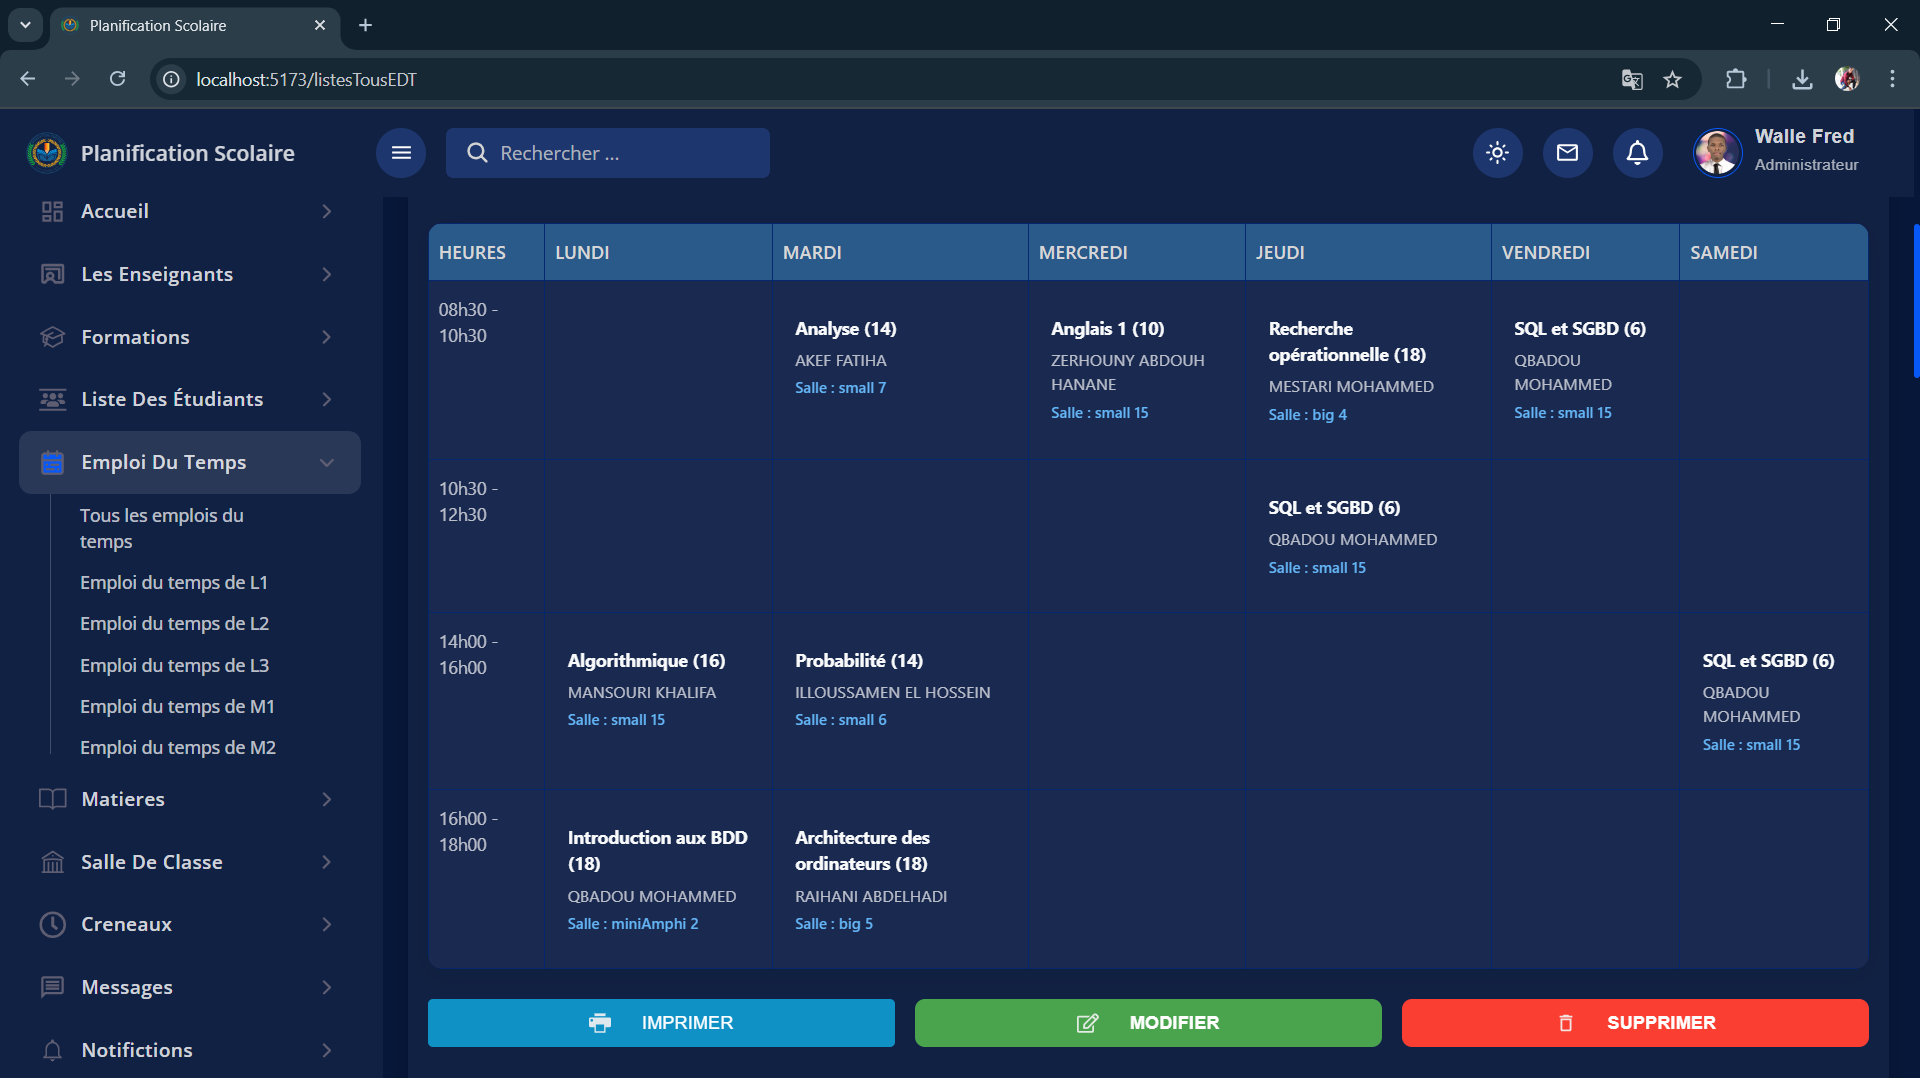 Planification Scolaire
localhost:5173/listesTousEDT
Planification Scolaire
Rechercher ...
Walle Fred
Administrateur
Accueil
Les Enseignants
Formations
Liste Des Étudiants
Emploi Du Temps
Tous les emplois du
temps
Emploi du temps de L1
Emploi du temps de L2
Emploi du temps de L3
Emploi du temps de M1
Emploi du temps de M2
Matieres
Salle De Classe
Creneaux
Messages
Notifictions
HEURES LUNDI MARDI MERCREDI JEUDI VENDREDI SAMEDI
08h30 -
10h30
Analyse (14)
AKEF FATIHA
Salle : small 7
Anglais 1 (10)
ZERHOUNY ABDOUH
HANANE
Salle : small 15
Recherche
opérationnelle (18)
MESTARI MOHAMMED
Salle : big 4
SQL et SGBD (6)
QBADOU
MOHAMMED
Salle : small 15
10h30 -
12h30
SQL et SGBD (6)
QBADOU MOHAMMED
Salle : small 15
14h00 -
16h00
Algorithmique (16)
MANSOURI KHALIFA
Salle : small 15
Probabilité (14)
ILLOUSSAMEN EL HOSSEIN
Salle : small 6
SQL et SGBD (6)
QBADOU
MOHAMMED
Salle : small 15
16h00 -
18h00
Introduction aux BDD
(18)
QBADOU MOHAMMED
Salle : miniAmphi 2
Architecture des
ordinateurs (18)
RAIHANI ABDELHADI
Salle : big 5
IMPRIMER
MODIFIER
SUPPRIMER